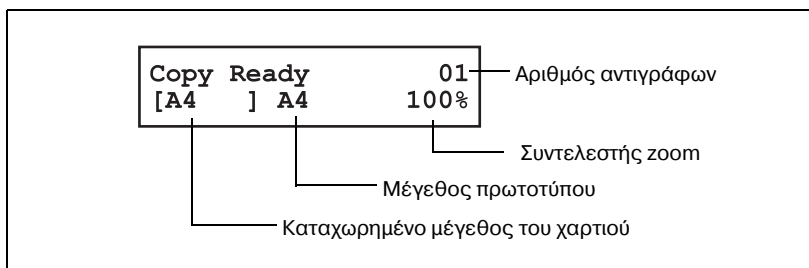 Copy Ready 01
[A4 ] A4 100%
Αριθμός αντιγράφων
Συντελεστής zoom
Μέγεθος πρωτοτύπου
Καταχωρημένο μέγεθος του χαρτιού